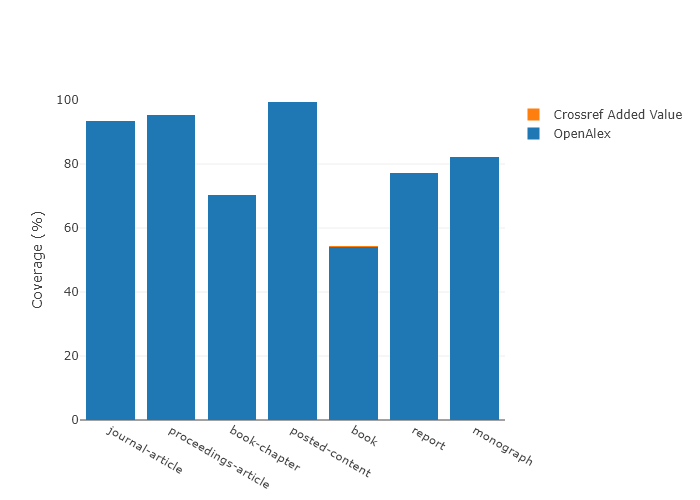 100
80
60
40
20
0
Coverage (%)
journal-article
proceedings-article
book-chapter
posted-content
book
report
monograph
Crossref Added Value
OpenAlex